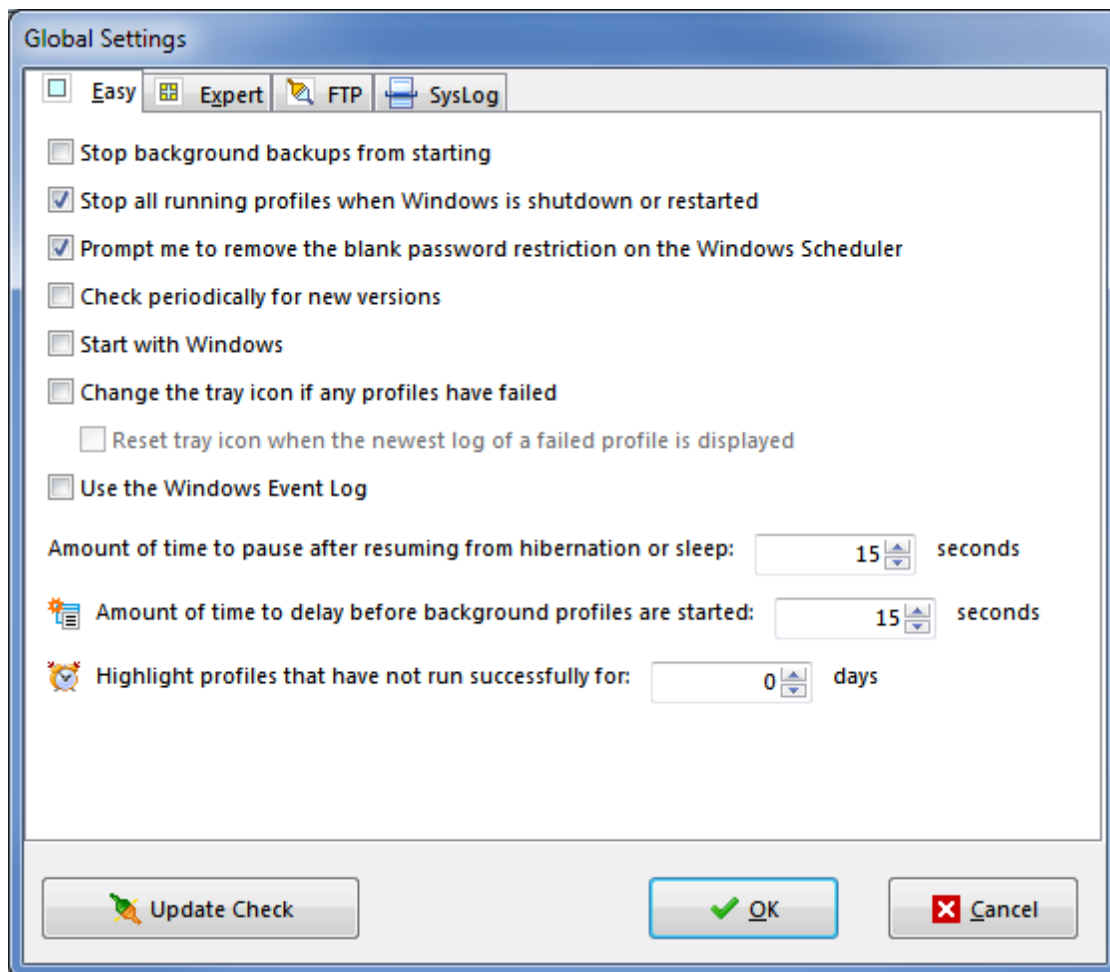 Global Settings
Easy Expert FTP SysLog
Stop background backups from starting
Stop all running profiles when Windows is shutdown or restarted
Prompt me to remove the blank password restriction on the Windows Scheduler
Check periodically for new versions
Start with Windows
Change the tray icon if any profiles have failed
Reset tray icon when the newest log of a failed profile is displayed
Use the Windows Event Log
Amount of time to pause after resuming from hibernation or sleep: 15 seconds
Amount of time to delay before background profiles are started: 15 seconds
Highlight profiles that have not run successfully for: 0 days
Update Check OK Cancel